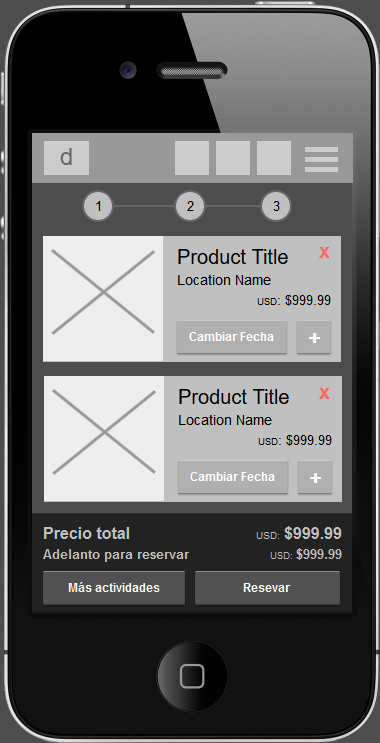 d
1 2 3
Product Title x
Location Name
USD: $999.99
Cambiar Fecha +
Product Title x
Location Name
USD: $999.99
Cambiar Fecha +
Precio total USD: $999.99
Adelanto para reservar USD: $999.99
Más actividades Resevar